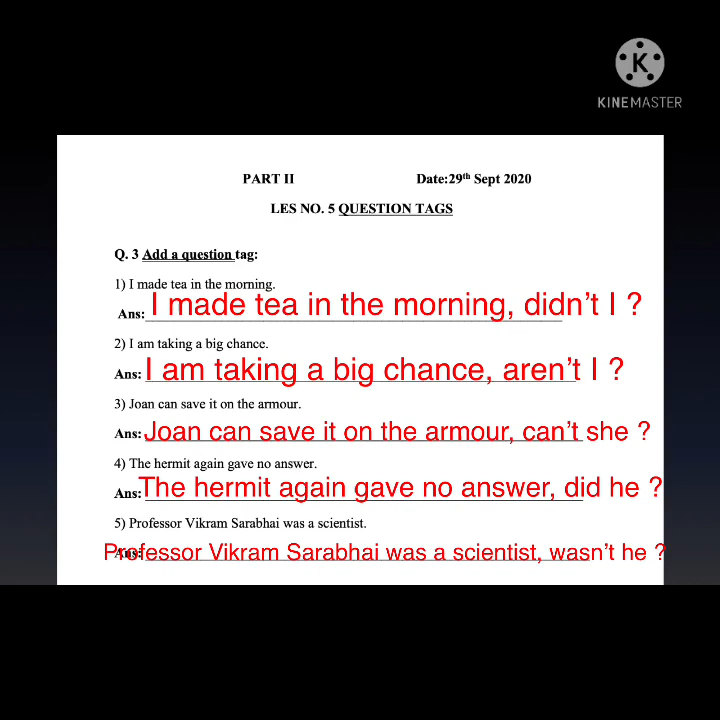 KINEMASTER
PART II Date:29th Sept 2020
LES NO. 5 QUESTION TAGS
Q. 3 Add a question tag:
1) I made tea in the morning.
Ans: I made tea in the morning, didn't I ?
2) I am taking a big chance.
Ans: I am taking a big chance, aren't I ?
3) Joan can save it on the armour.
Ans: Joan can save it on the armour, can't she ?
4) The hermit again gave no answer.
Ans: The hermit again gave no answer, did he ?
5) Professor Vikram Sarabhai was a scientist.
Ans: Professor Vikram Sarabhai was a scientist, wasn't he ?